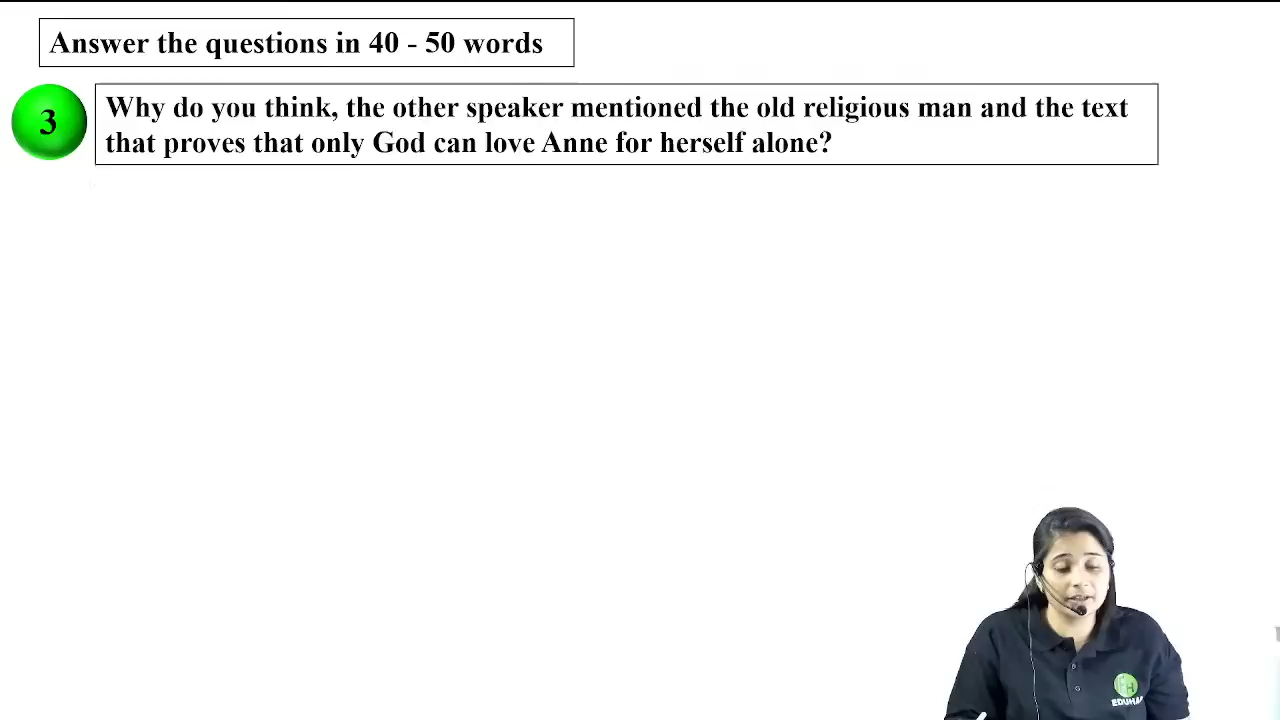 Answer the questions in 40 - 50 words
3
Why do you think, the other speaker mentioned the old religious man and the text
that proves that only God can love Anne for herself alone?